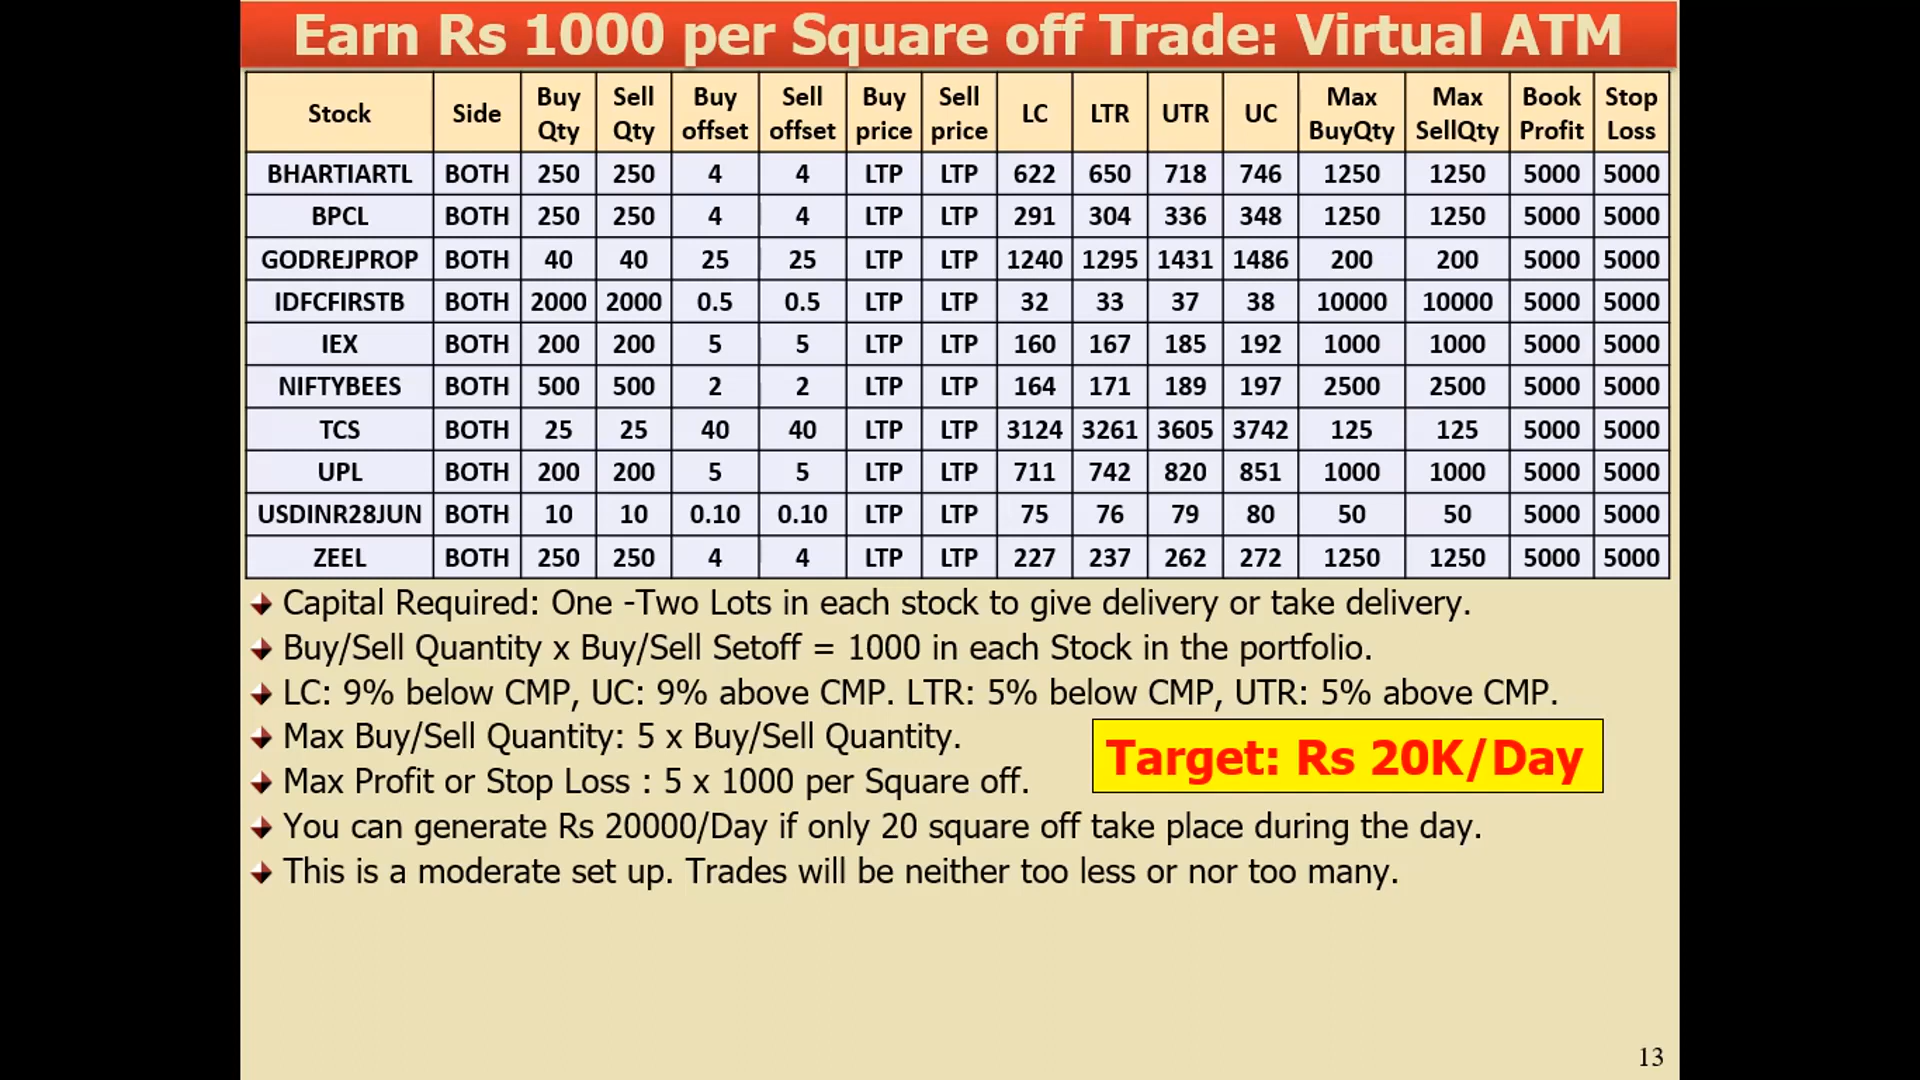 Earn Rs 1000 per Square off Trade: Virtual ATM
Stock Side Buy Qty Sell Qty Buy offset Sell offset Buy price Sell price LC LTR UTR UC Max BuyQty Max SellQty Book Profit Stop Loss
BHARTIARTL BOTH 250 250 4 4 LTP LTP 622 650 718 746 1250 1250 5000 5000
BPCL BOTH 250 250 4 4 LTP LTP 291 304 336 348 1250 1250 5000 5000
GODREJPROP BOTH 40 40 25 25 LTP LTP 1240 1295 1431 1486 200 200 5000 5000
IDFCFIRSTB BOTH 2000 2000 0.5 0.5 LTP LTP 32 33 37 38 10000 10000 5000 5000
IEX BOTH 200 200 5 5 LTP LTP 160 167 185 192 1000 1000 5000 5000
NIFTYBEES BOTH 500 500 2 2 LTP LTP 164 171 189 197 2500 2500 5000 5000
TCS BOTH 25 25 40 40 LTP LTP 3124 3261 3605 3742 125 125 5000 5000
UPL BOTH 200 200 5 5 LTP LTP 711 742 820 851 1000 1000 5000 5000
USDINR28JUN BOTH 10 10 0.10 0.10 LTP LTP 75 76 79 80 50 50 5000 5000
ZEEL BOTH 250 250 4 4 LTP LTP 227 237 262 272 1250 1250 5000 5000
Capital Required: One -Two Lots in each stock to give delivery or take delivery.
Buy/Sell Quantity x Buy/Sell Setoff = 1000 in each Stock in the portfolio.
LC: 9% below CMP, UC: 9% above CMP. LTR: 5% below CMP, UTR: 5% above CMP.
Max Buy/Sell Quantity: 5 x Buy/Sell Quantity.
Target: Rs 20K/Day
Max Profit or Stop Loss : 5 x 1000 per Square off.
You can generate Rs 20000/Day if only 20 square off take place during the day.
This is a moderate set up. Trades will be neither too less or nor too many.
13